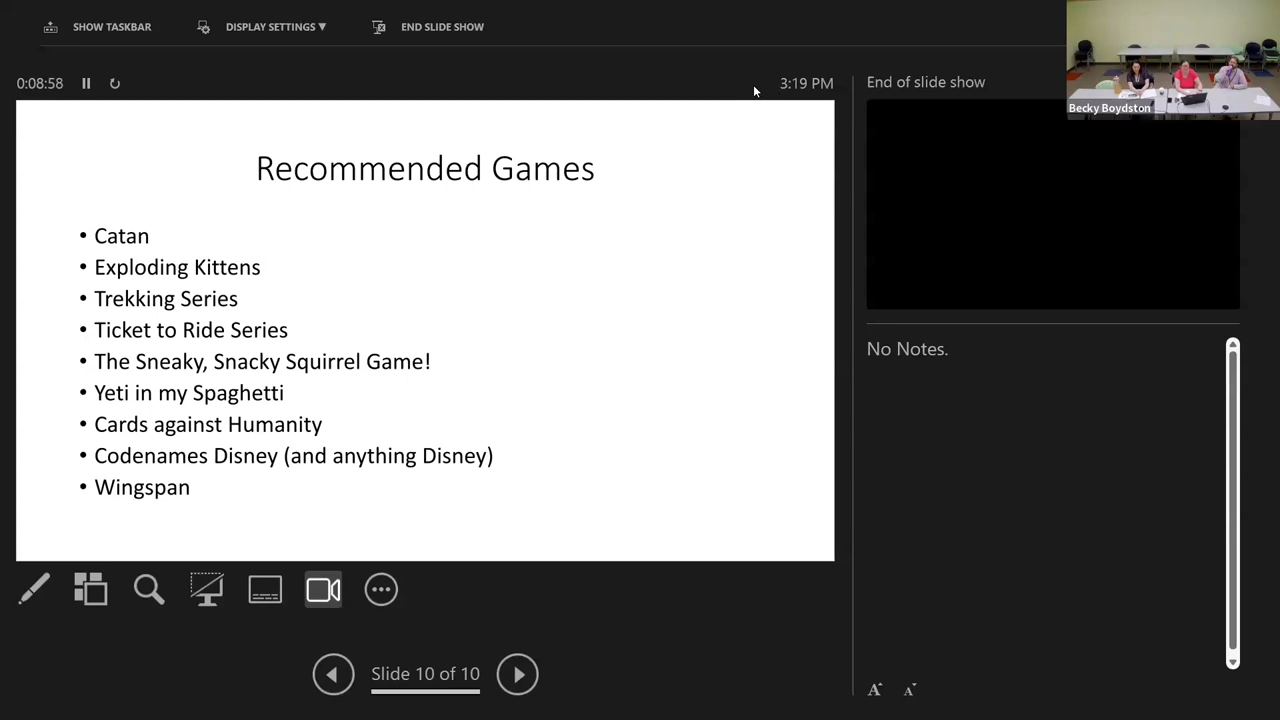 SHOW TASKBAR
DISPLAY SETTINGS ▼
END SLIDE SHOW
0:08:58
3:19 PM
End of slide show
Becky Boydston
Recommended Games
• Catan
• Exploding Kittens
• Trekking Series
• Ticket to Ride Series
• The Sneaky, Snacky Squirrel Game!
• Yeti in my Spaghetti
• Cards against Humanity
• Codenames Disney (and anything Disney)
• Wingspan
No Notes.
Slide 10 of 10
A A